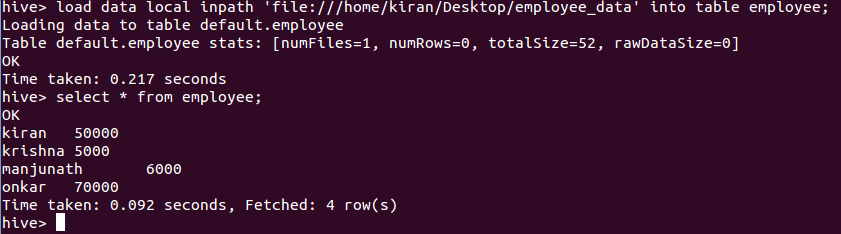 hive> load data local inpath 'file:///home/kiran/Desktop/employee_data' into table employee;
Loading data to table default.employee
Table default.employee stats: [numFiles=1, numRows=0, totalSize=52, rawDataSize=0]
OK
Time taken: 0.217 seconds
hive> select * from employee;
OK
kiran	50000
krishna	5000
manjunath	6000
onkar	70000
Time taken: 0.092 seconds, Fetched: 4 row(s)
hive>